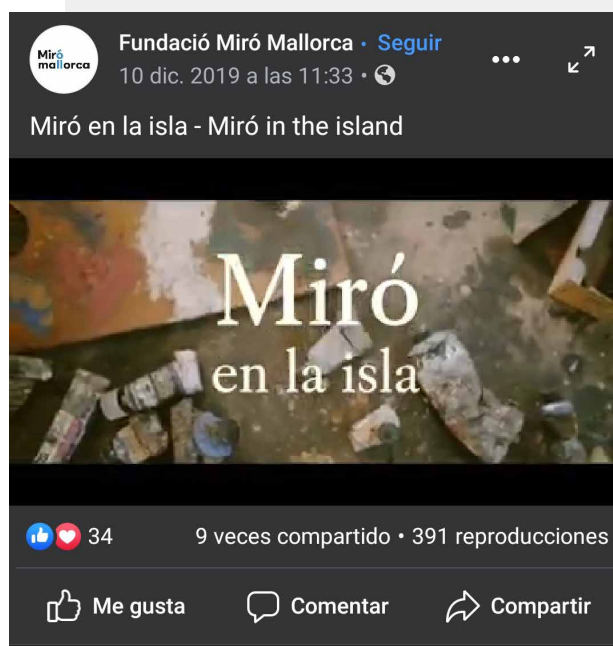 Miró
mallorca
Fundació Miró Mallorca • Seguir
10 dic. 2019 a las 11:33 •
Miró en la isla - Miró in the island
Miró
en la isla
34
9 veces compartido • 391 reproducciones
Me gusta
Comentar
Compartir